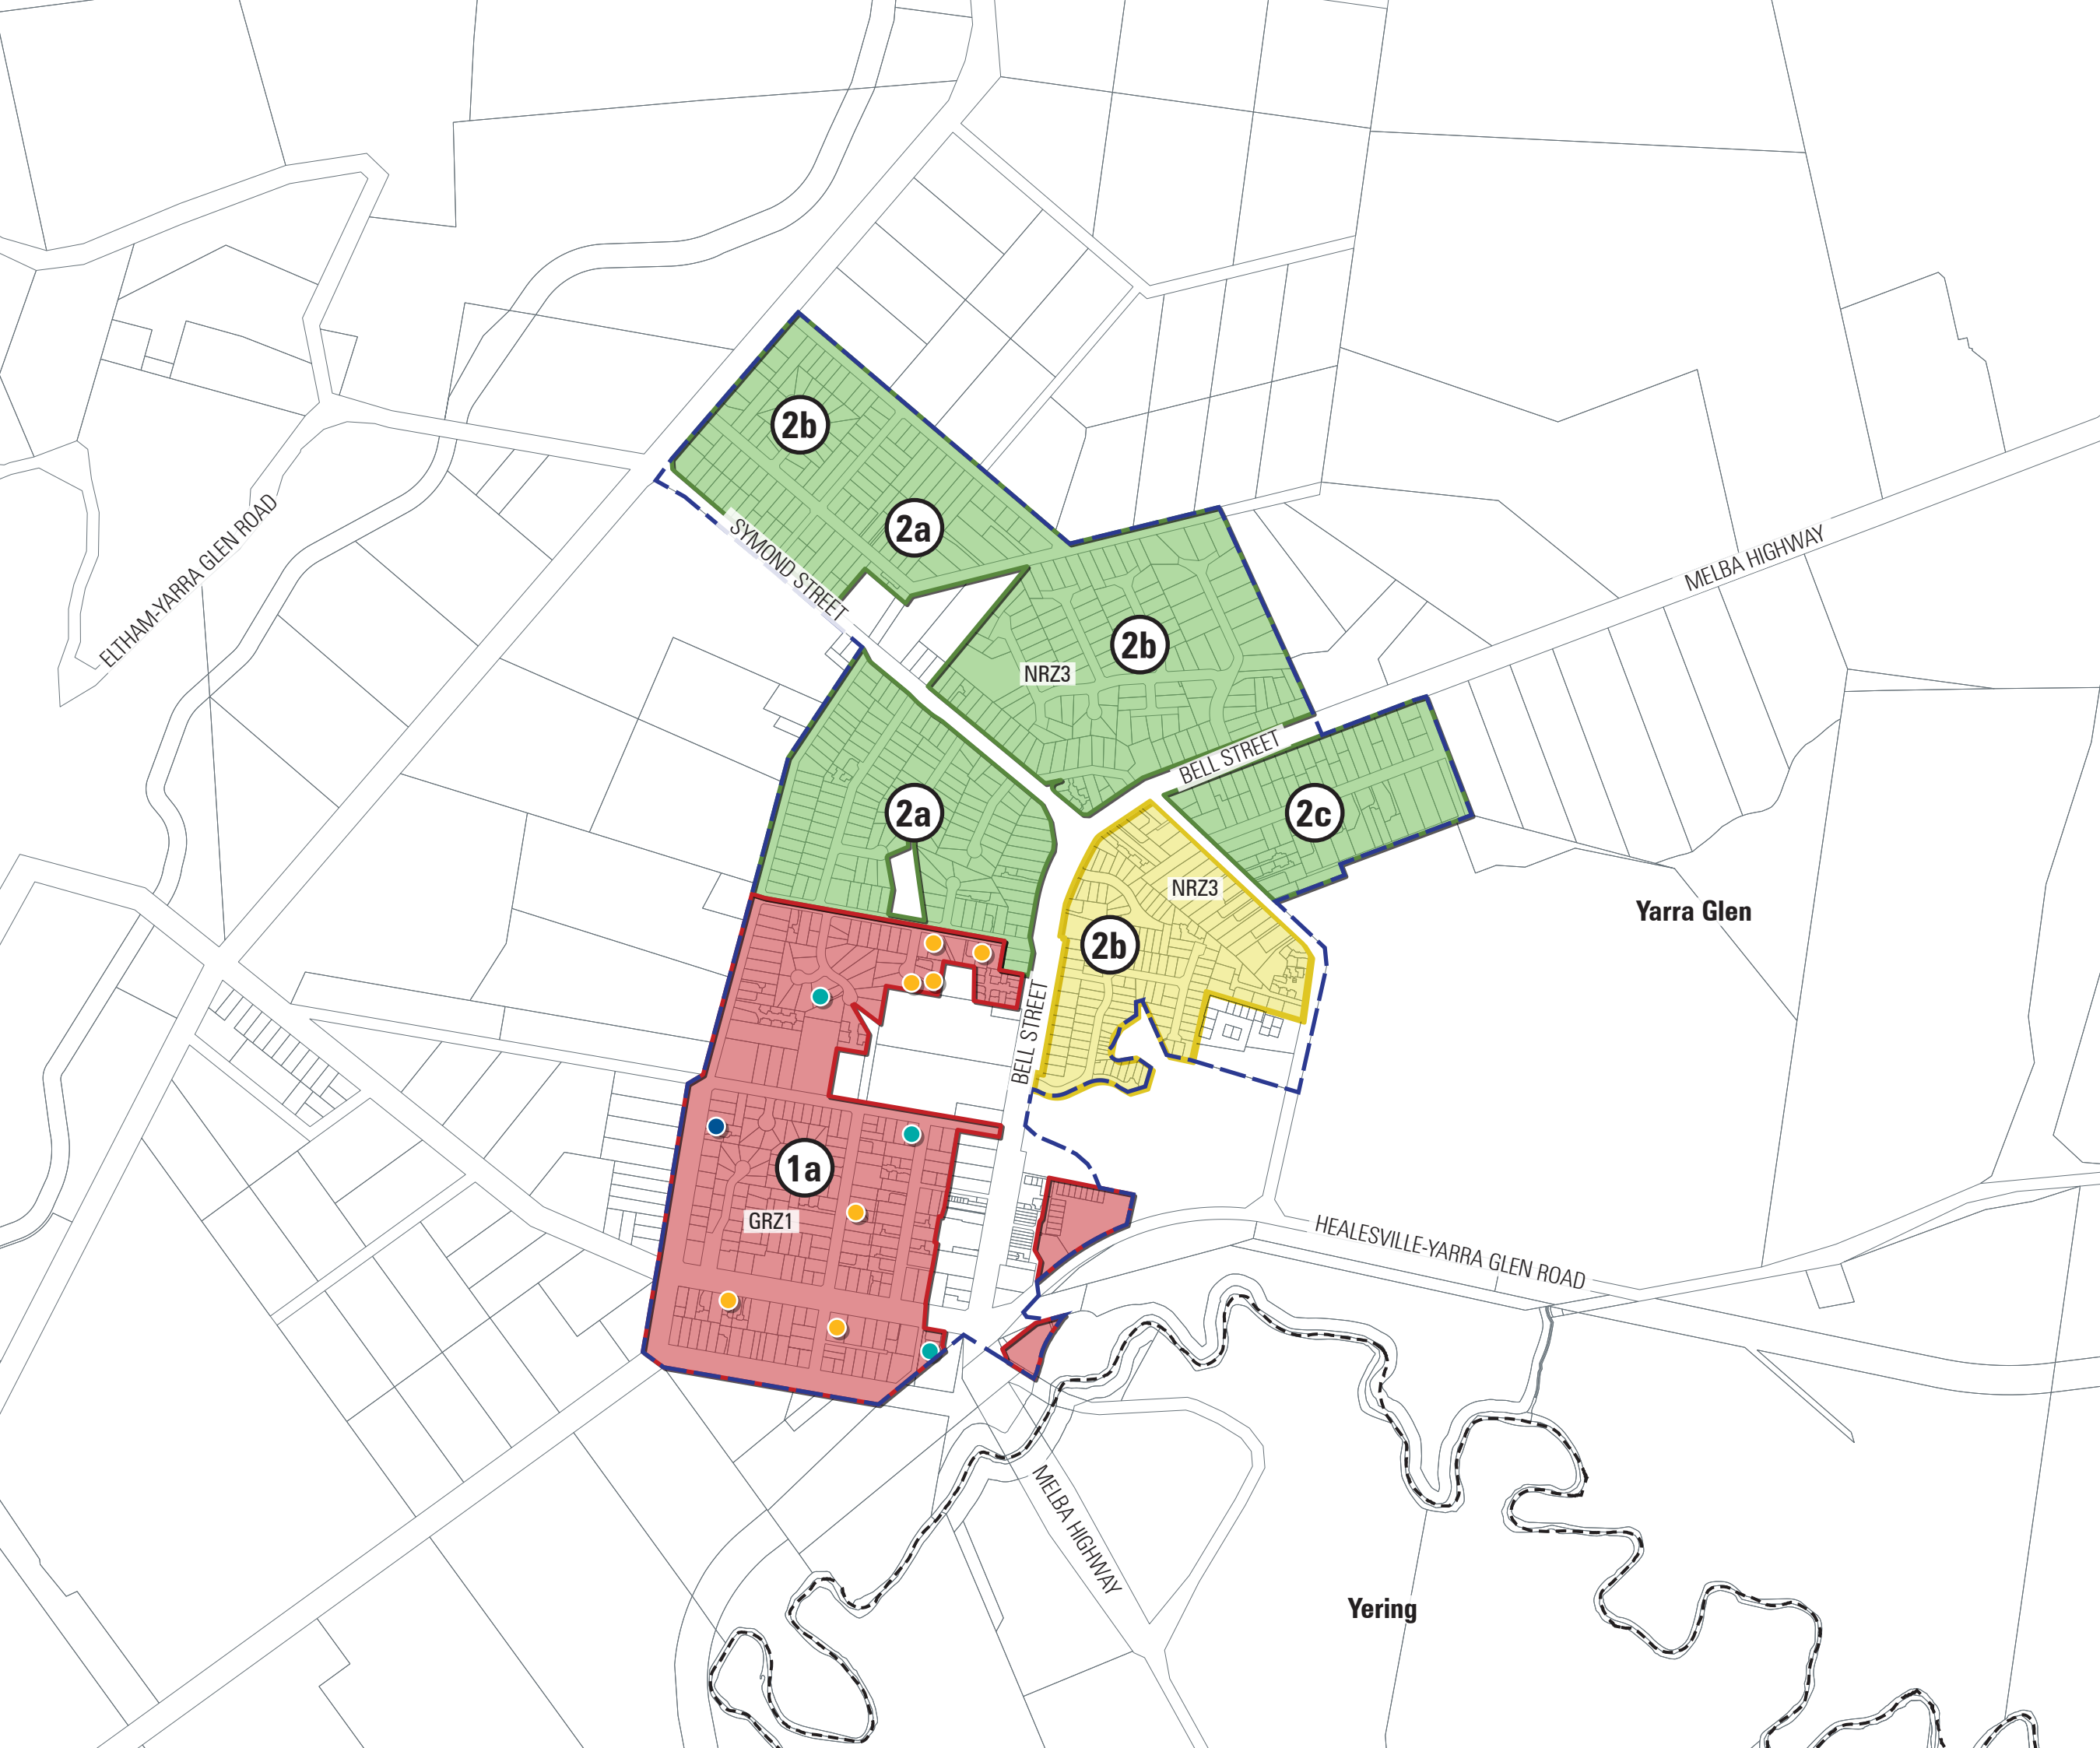 2b
2a
SYMOND STREET
ELTHAM-YARRA GLEN ROAD
MELBA HIGHWAY
2b
NRZ3
BELL STREET
2a
2c
NRZ3
Yarra Glen
2b
BELL STREET
1a
GRZ1
HEALESVILLE-YARRA GLEN ROAD
MELBA HIGHWAY
Yering